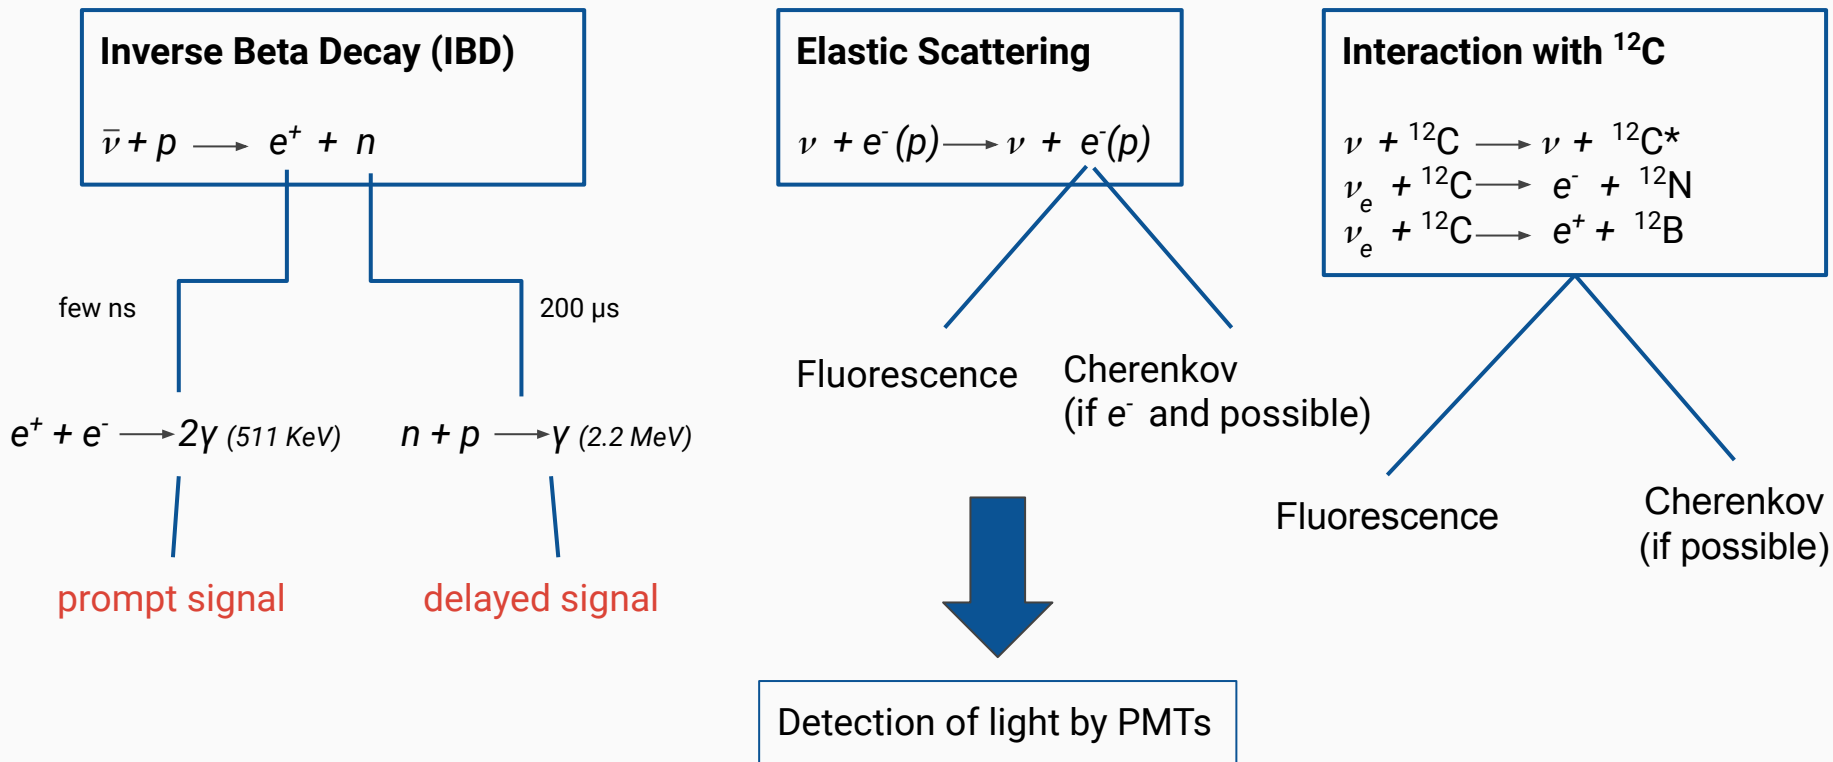 Inverse Beta Decay (IBD)
ν̅ + p ⟶ e⁺ + n
few ns
200 µs
e⁺ + e⁻ ⟶ 2γ (511 KeV)
n + p ⟶ γ (2.2 MeV)
prompt signal
delayed signal
Elastic Scattering
ν + e⁻(p) ⟶ ν + e⁻(p)
Fluorescence
Cherenkov
(if e⁻ and possible)
Interaction with ¹²C
ν + ¹²C ⟶ ν + ¹²C*
νₑ + ¹²C ⟶ e⁻ + ¹²N
νₑ + ¹²C ⟶ e⁺ + ¹²B
Fluorescence
Cherenkov
(if possible)
Detection of light by PMTs